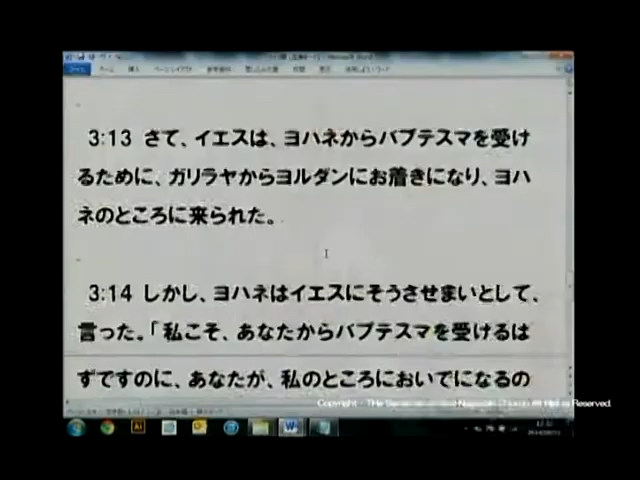 3:13 さて、イエスは、ヨハネからバプテスマを受け
るために、ガリラヤからヨルダンにお着きになり、ヨハ
ネのところに来られた。
3:14 しかし、ヨハネはイエスにそうさせまいとして、
言った。「私こそ、あなたからバプテスマを受けるは
ずですのに、あなたが、私のところにおいでになるの